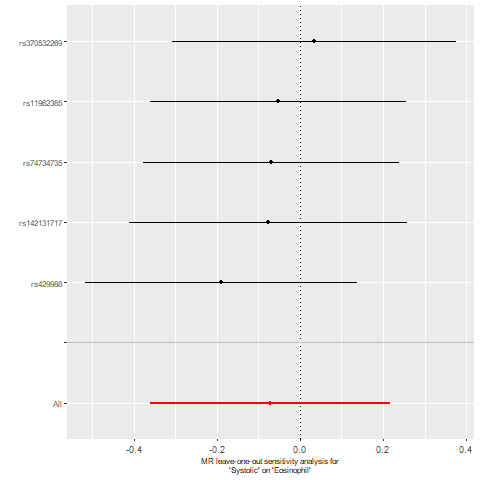 rs370532269
rs11962365
rs74734735
rs142131717
rs429988
All
-0.4 -0.2 0.0 0.2 0.4
MR leave-one-out sensitivity analysis for
'Systolic' on 'Eosinophil'